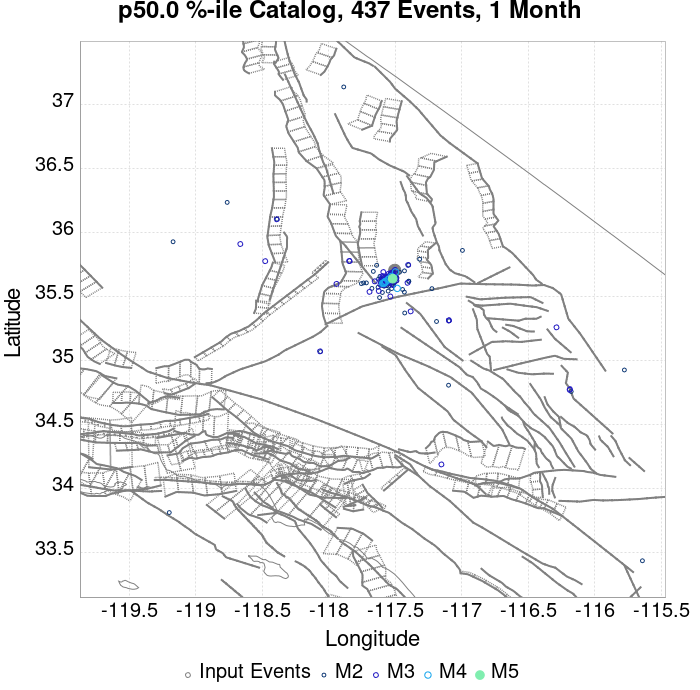 p50.0 %-ile Catalog, 437 Events, 1 Month
37
36.5
36
35.5
35
34.5
34
33.5
Latitude
-119.5 -119 -118.5 -118 -117.5 -117 -116.5 -116 -115.5
Longitude
Input Events M2 M3 M4 M5